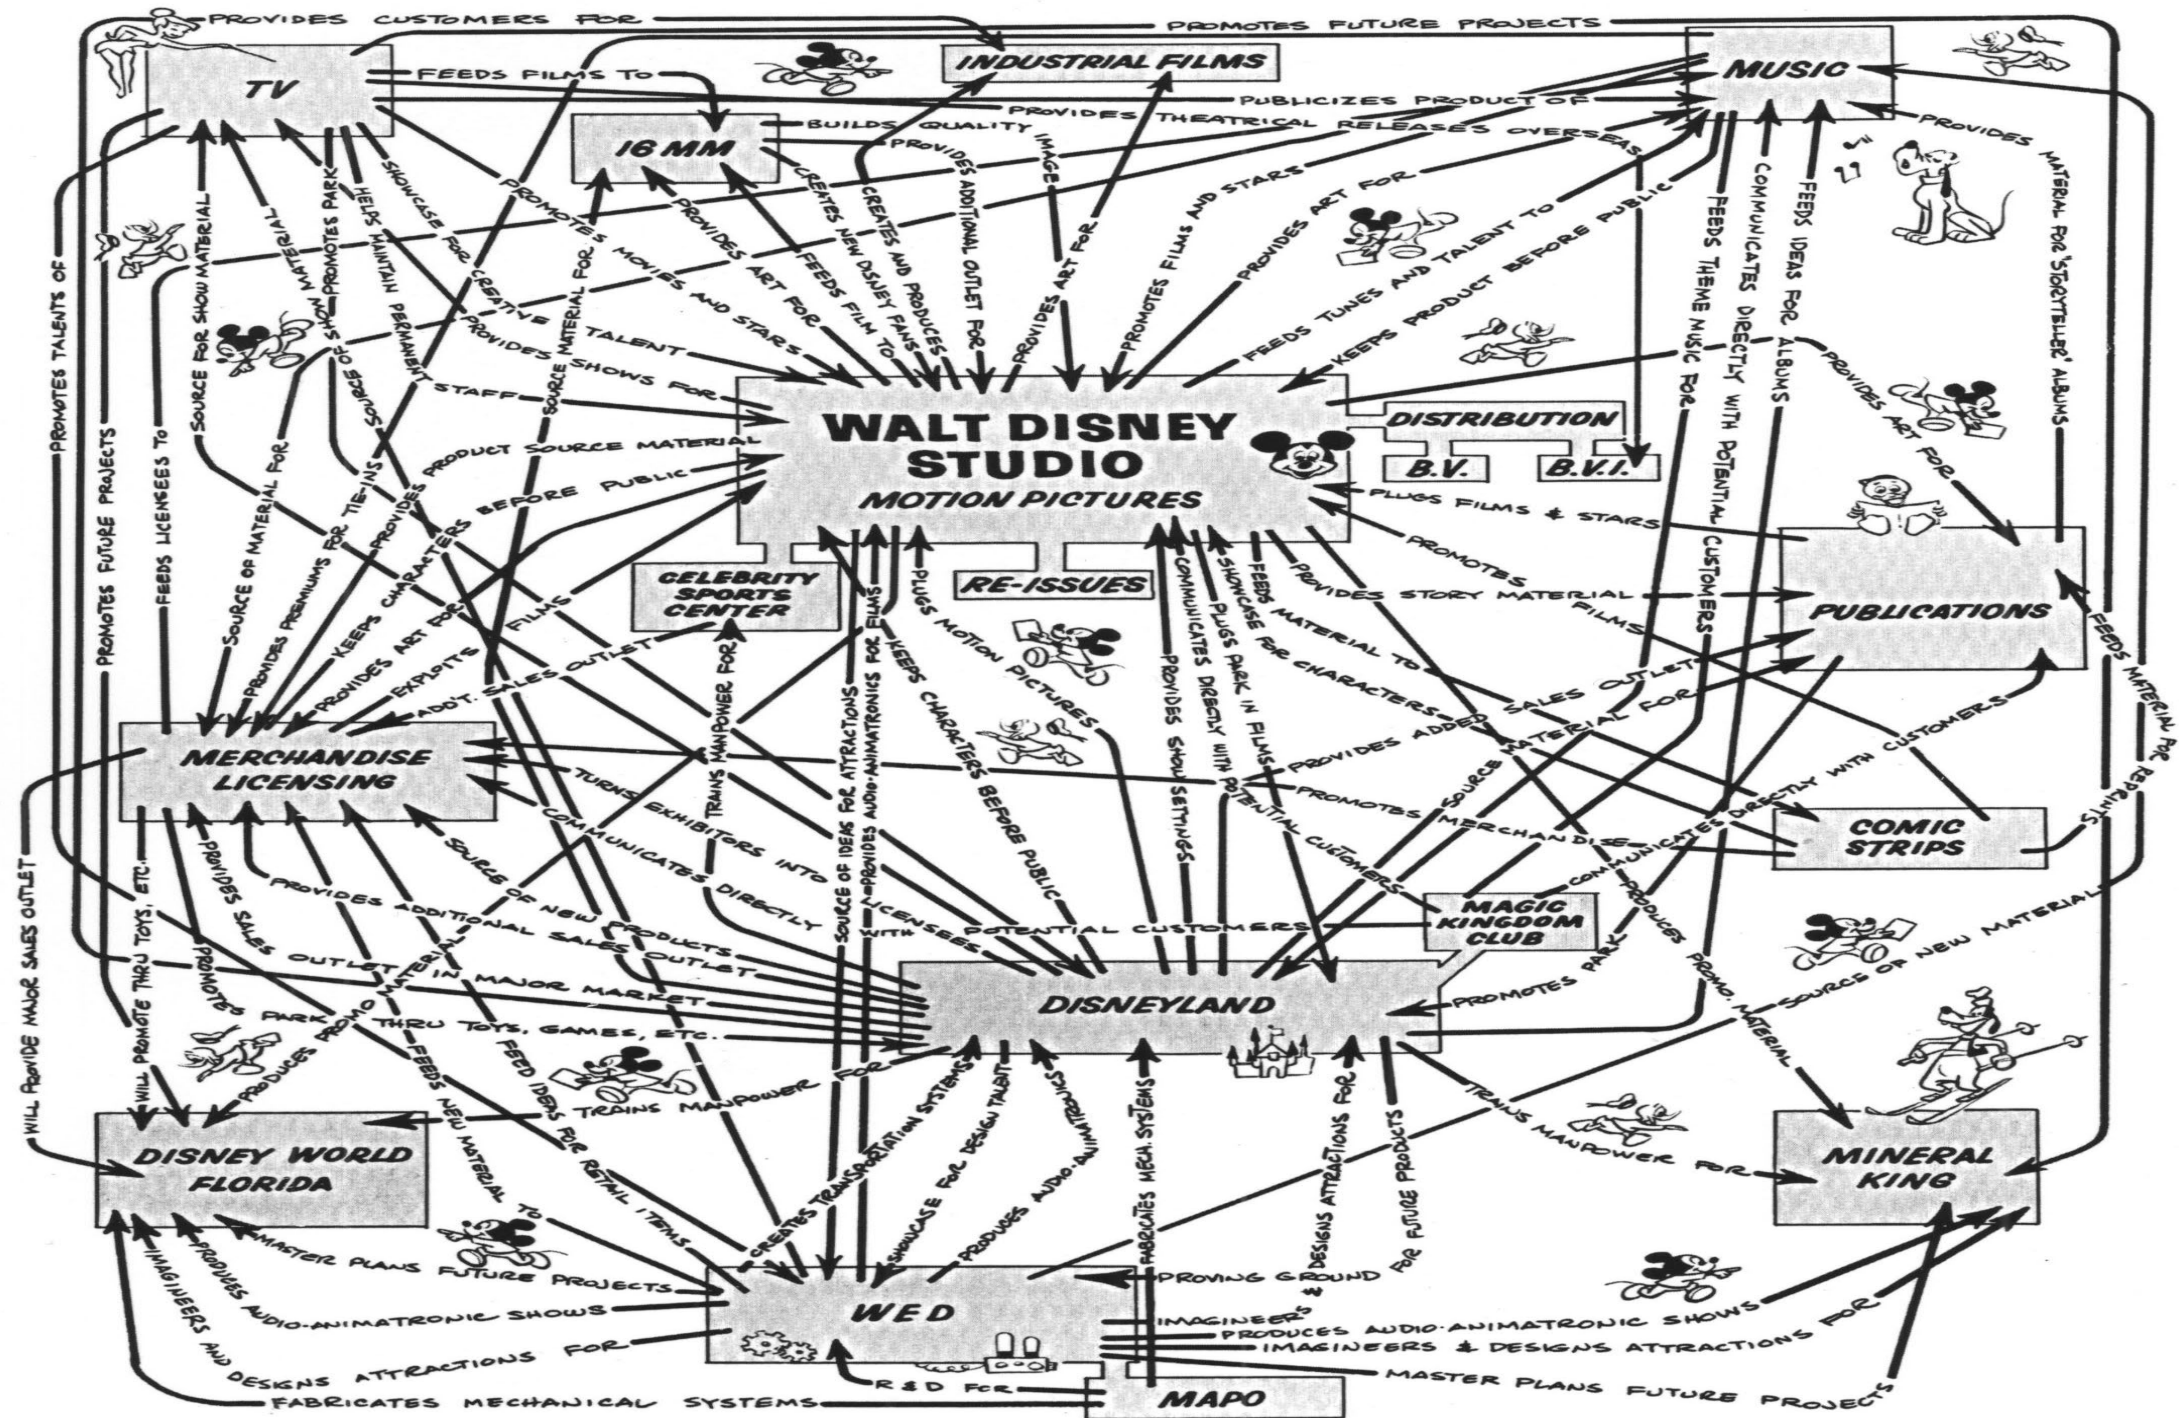 PROVIDES CUSTOMERS FOR
PROMOTES FUTURE PROJECTS
TV
INDUSTRIAL FILMS
MUSIC
FEEDS FILMS TO
PUBLICIZES PRODUCT OF
PROVIDES THEATRICAL RELEASES OVERSEAS
16 MM
BUILDS QUALITY IMAGE
PROVIDES ADDITIONAL OUTLET FOR
CREATES NEW DISNEY FANS
CREATES AND PRODUCES
PROVIDES ART FOR
FEEDS FILM TO
PROVIDES ART FOR
PROMOTES FILMS AND STARS
PROVIDES ART FOR
FEEDS TUNES AND TALENT TO
KEEPS PRODUCT BEFORE PUBLIC
FEEDS THEME MUSIC FOR
COMMUNICATES DIRECTLY WITH POTENTIAL CUSTOMERS
FEEDS IDEAS FOR ALBUMS
PROVIDES MATERIAL FOR 'STORYTELLER' ALBUMS
PROMOTES TALENTS OF
PROMOTES FUTURE PROJECTS
FEEDS LICENSEES TO
SOURCE FOR SHOW MATERIAL
SOURCE OF SHOW MATERIAL
PROMOTES PARK
HELPS MAINTAIN PERMANENT STAFF
SHOWCASE FOR CREATIVE TALENT
PROVIDES SHOWS FOR
PROMOTES MOVIES AND STARS
SOURCE MATERIAL FOR
WALT DISNEY
STUDIO
MOTION PICTURES
DISTRIBUTION
B.V.
B.V.I.
PROVIDES ART FOR
PLUGS FILMS & STARS
PROMOTES FILMS
PROVIDES STORY MATERIAL
PUBLICATIONS
CELEBRITY
SPORTS
CENTER
RE-ISSUES
SOURCE OF MATERIAL FOR
PROVIDES PREMIUMS FOR TIE-INS
PROVIDES PRODUCT SOURCE MATERIAL
KEEPS CHARACTERS BEFORE PUBLIC
PROVIDES ART FOR
EXPLOITS FILMS
ADD'T. SALES OUTLET
TRAINS MANPOWER FOR
SOURCE OF IDEAS FOR ATTRACTIONS
PROVIDES AUDIO-ANIMATRONICS FOR FILMS
KEEPS CHARACTERS BEFORE PUBLIC
PLUGS MOTION PICTURES
PROVIDES SHOW SETTINGS
COMMUNICATES DIRECTLY WITH POTENTIAL CUSTOMERS
PLUGS PARK IN FILMS
SHOWCASE FOR CHARACTERS
FEEDS MATERIAL TO
PROVIDES ADDED SALES OUTLET
SOURCE MATERIAL FOR
COMMUNICATES DIRECTLY WITH CUSTOMERS
FEEDS MATERIAL FOR REPRINTS
MERCHANDISE
LICENSING
TURNS EXHIBITORS INTO LICENSEES
COMMUNICATES DIRECTLY WITH POTENTIAL CUSTOMERS
PROMOTES MERCHANDISE
COMIC
STRIPS
MAGIC
KINGDOM
CLUB
WILL PROVIDE MAJOR SALES OUTLET
WILL PROMOTE THRU TOYS, ETC.
PROMOTES PARK THRU TOYS, GAMES, ETC.
PROVIDES SALES OUTLET IN MAJOR MARKET
PROVIDES ADDITIONAL SALES OUTLET
SOURCE OF NEW PRODUCTS
PRODUCES PROMO MATERIAL
FEEDS NEW MATERIAL TO
FEED IDEAS FOR RETAIL ITEMS
DISNEYLAND
PROMOTES PARK
PRODUCES PROMO. MATERIAL
SOURCE OF NEW MATERIAL
TRAINS MANPOWER FOR
TRAINS MANPOWER FOR
DISNEY WORLD
FLORIDA
MINERAL
KING
CREATES TRANSPORTATION SYSTEMS
SHOWCASE FOR DESIGN TALENT
PRODUCES AUDIO-ANIMATRONICS
FABRICATES MECH. SYSTEMS
IMAGINEERS & DESIGNS ATTRACTIONS FOR
PROVING GROUND FOR FUTURE PRODUCTS
MASTER PLANS FUTURE PROJECTS
PRODUCES AUDIO-ANIMATRONIC SHOWS
IMAGINEERS AND DESIGNS ATTRACTIONS FOR
WED
PRODUCES AUDIO-ANIMATRONIC SHOWS
IMAGINEERS & DESIGNS ATTRACTIONS FOR
MASTER PLANS FUTURE PROJECTS
R & D FOR
FABRICATES MECHANICAL SYSTEMS
MAPO